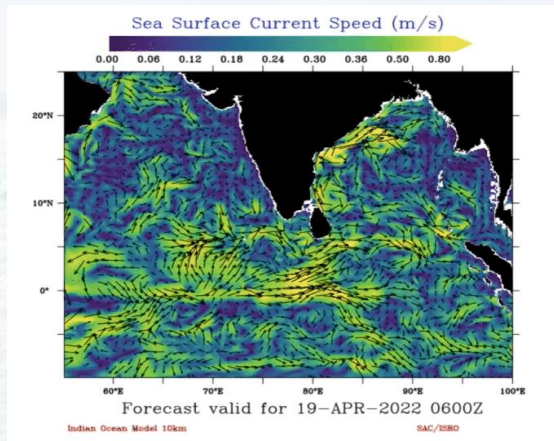 Sea Surface Current Speed (m/s)
0.00 0.06 0.12 0.18 0.24 0.30 0.36 0.50 0.80
20°N
10°N
0°
60°E 70°E 80°E 90°E 100°E
Forecast valid for 19-APR-2022 0600Z
Indian Ocean Model 10km SAC/ISRO